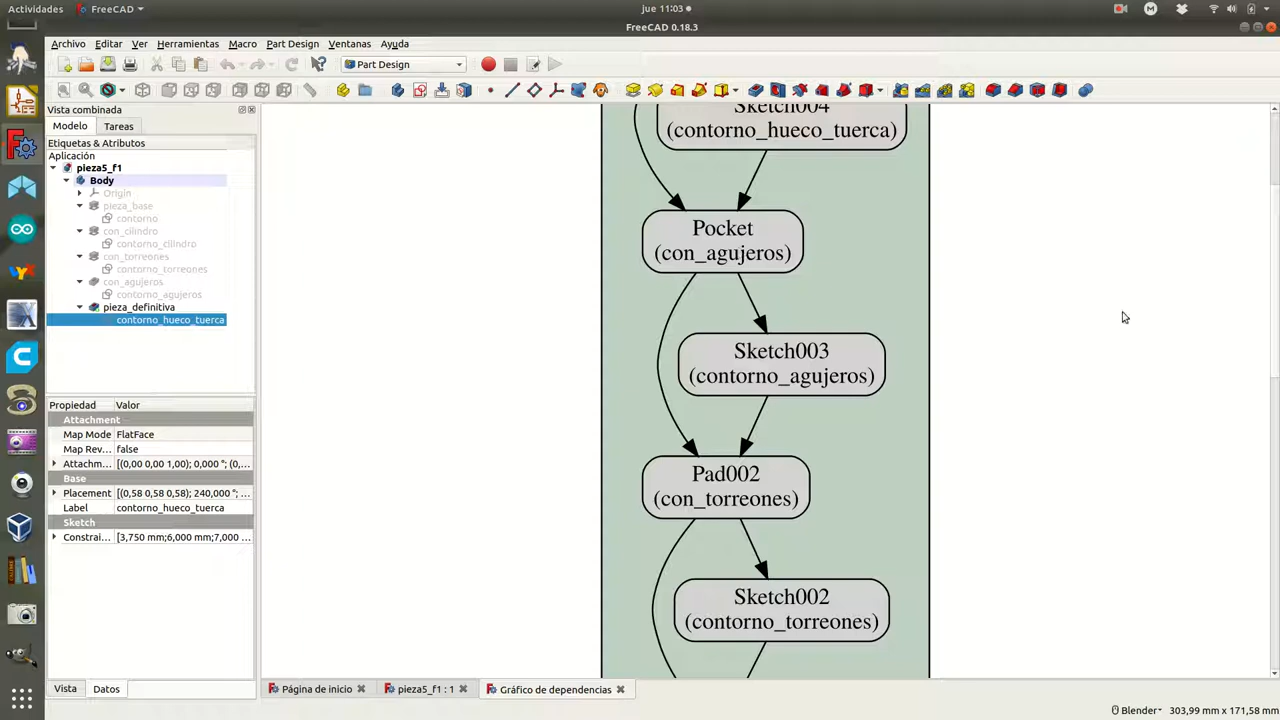 Actividades
FreeCAD
jue 11:03
FreeCAD 0.18.3
Archivo Editar Ver Herramientas Macro Part Design Ventanas Ayuda
Part Design
Vista combinada
Modelo Tareas
Etiquetas & Atributos
Aplicación
pieza5_f1
Body
Origin
pieza_base
contorno
con_cilindro
contorno_cilindro
con_torreones
contorno_torreones
con_agujeros
contorno_agujeros
pieza_definitiva
contorno_hueco_tuerca
Propiedad Valor
Attachment
Map Mode FlatFace
Map Rev... false
Attachm... [(0,00 0,00 1,00); 0,000 °; (0,...
Base
Placement [(0,58 0,58 0,58); 240,000 °; ...
Label contorno_hueco_tuerca
Sketch
Constrai... [3,750 mm;6,000 mm;7,000 ...
Vista Datos
Sketch004
(contorno_hueco_tuerca)
Pocket
(con_agujeros)
Sketch003
(contorno_agujeros)
Pad002
(con_torreones)
Sketch002
(contorno_torreones)
Página de inicio
pieza5_f1 : 1
Gráfico de dependencias
Blender
303,99 mm x 171,58 mm